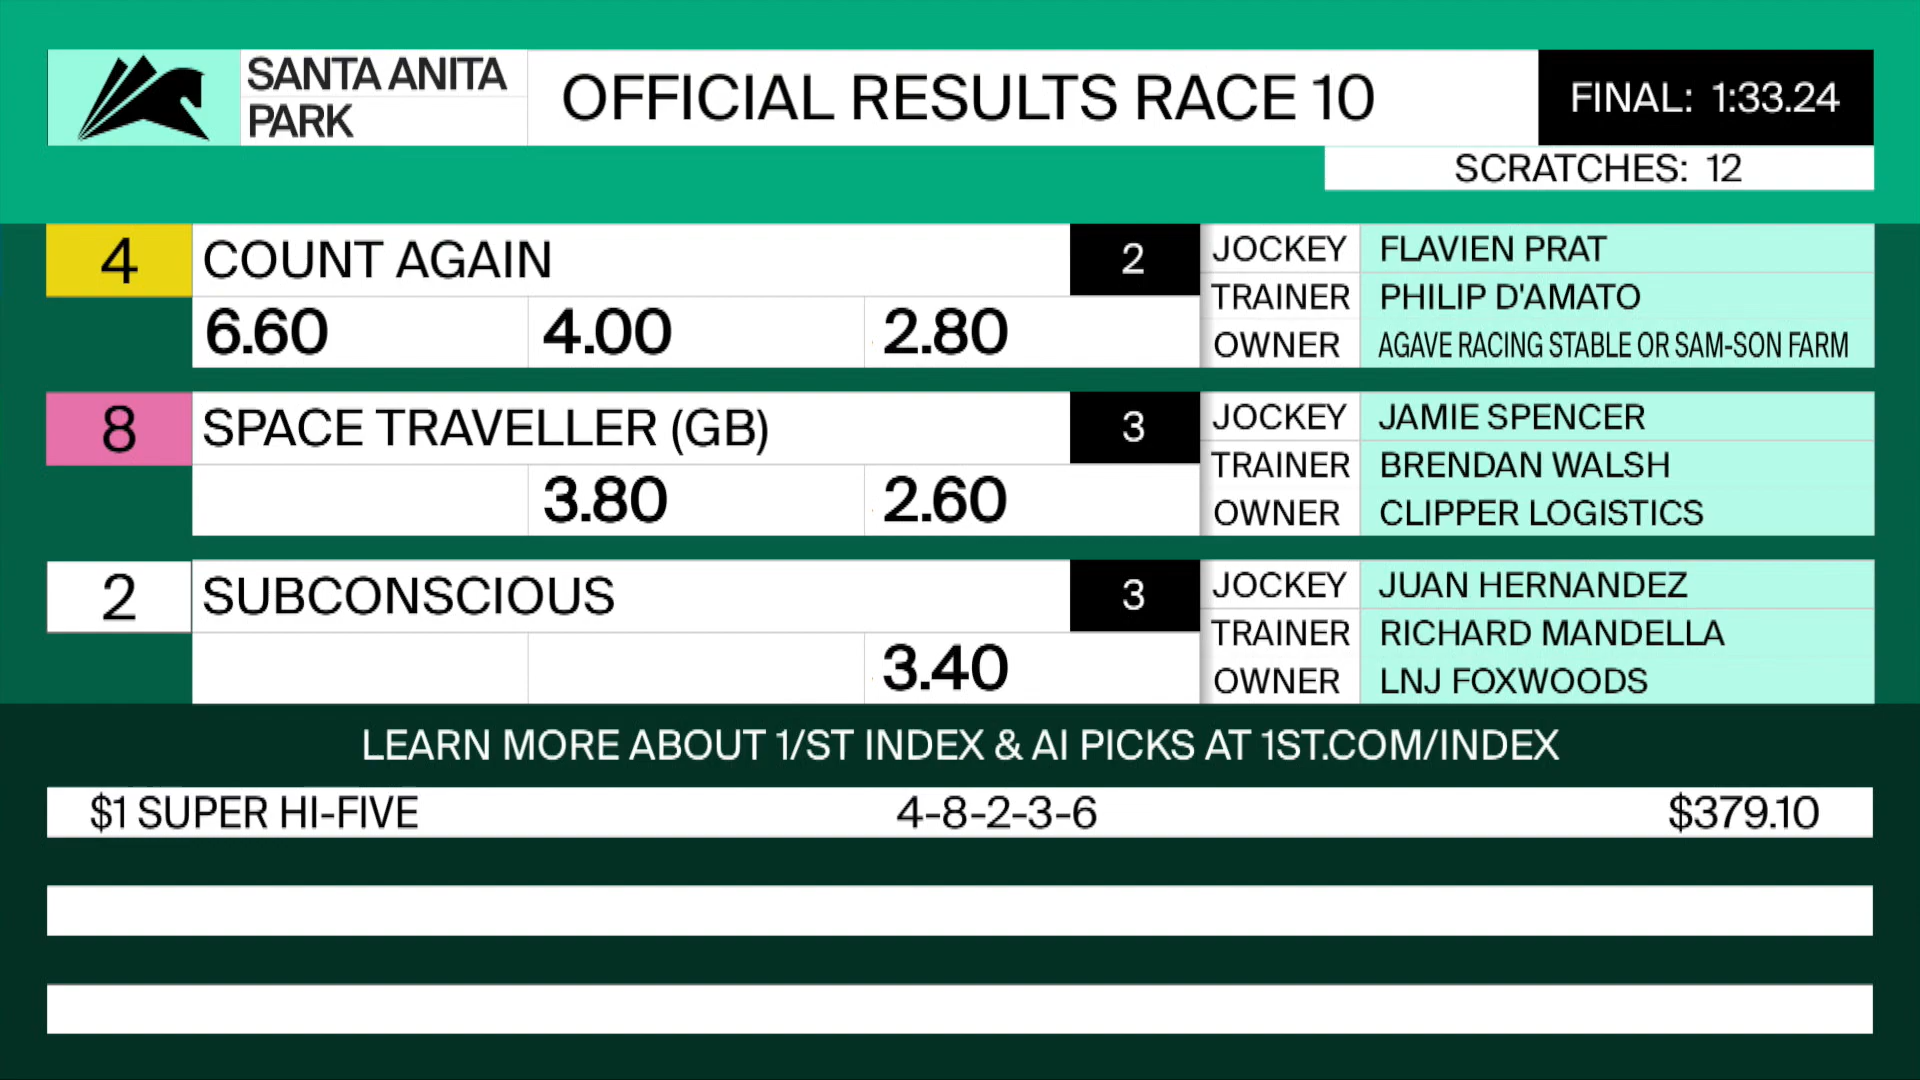 SANTA ANITA
PARK
OFFICIAL RESULTS RACE 10
FINAL: 1:33.24
SCRATCHES: 12
4
COUNT AGAIN
2
6.60 4.00 2.80
JOCKEY FLAVIEN PRAT
TRAINER PHILIP D'AMATO
OWNER AGAVE RACING STABLE OR SAM-SON FARM
8
SPACE TRAVELLER (GB)
3
3.80 2.60
JOCKEY JAMIE SPENCER
TRAINER BRENDAN WALSH
OWNER CLIPPER LOGISTICS
2
SUBCONSCIOUS
3
3.40
JOCKEY JUAN HERNANDEZ
TRAINER RICHARD MANDELLA
OWNER LNJ FOXWOODS
LEARN MORE ABOUT 1/ST INDEX & AI PICKS AT 1ST.COM/INDEX
$1 SUPER HI-FIVE 4-8-2-3-6 $379.10